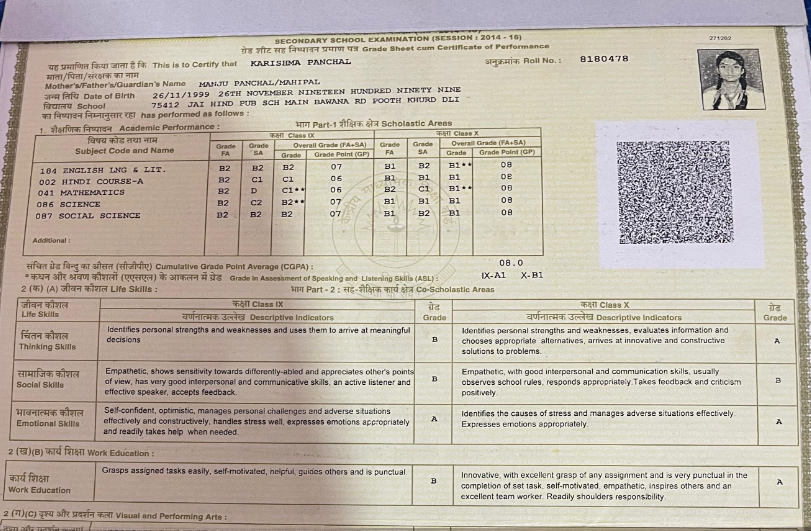 SECONDARY SCHOOL EXAMINATION (SESSION : 2014 - 16)
ग्रेड शीट सह निष्पादन प्रमाण पत्र Grade Sheet cum Certificate of Performance
271262
यह प्रमाणित किया जाता है कि This is to Certify that KARISHMA PANCHAL अनुक्रमांक Roll No. : 8180478
माता/पिता/संरक्षक का नाम
Mother's/Father's/Guardian's Name MANJU PANCHAL/MAHIPAL
जन्म तिथि Date of Birth 26/11/1999 26TH NOVEMBER NINETEEN HUNDRED NINETY NINE
विद्यालय School 75412 JAI HIND PUB SCH MAIN BAWANA RD POOTH KHURD DLI
का निष्पादन निम्नानुसार रहा has performed as follows :
1. शैक्षणिक निष्पादन Academic Performance : भाग Part-1 शैक्षिक क्षेत्र Scholastic Areas
विषय कोड तथा नाम
Subject Code and Name
कक्षा Class IX कक्षा Class X
Grade FA Grade SA Overall Grade (FA+SA) Grade FA Grade SA Overall Grade (FA+SA)
Grade Grade Point (GP) Grade Grade Point (GP)
184 ENGLISH LNG & LIT. B2 B2 B2 07 B1 B2 B1** 08
002 HINDI COURSE-A B2 C1 C1 06 B1 B1 B1 08
041 MATHEMATICS B2 D C1** 06 B2 C1 B1** 08
086 SCIENCE B2 C2 B2** 07 B1 B1 B1 08
087 SOCIAL SCIENCE B2 B2 B2 07 B1 B2 B1 08
Additional :
संचित ग्रेड बिन्दु का औसत (सीजीपीए) Cumulative Grade Point Average (CGPA) : 08.0
* कथन और श्रवण कौशलों (एएसएल) के आकलन में ग्रेड Grade in Assessment of Speaking and Listening Skills (ASL) : IX-A1 X-B1
2 (क) (A) जीवन कौशल Life Skills : भाग Part - 2 : सह-शैक्षिक कार्य क्षेत्र Co-Scholastic Areas
जीवन कौशल
Life Skills
कक्षा Class IX ग्रेड Grade कक्षा Class X ग्रेड Grade
वर्णनात्मक उल्लेख Descriptive Indicators वर्णनात्मक उल्लेख Descriptive Indicators
चिंतन कौशल
Thinking Skills
Identifies personal strengths and weaknesses and uses them to arrive at meaningful
decisions
B
Identifies personal strengths and weaknesses, evaluates information and
chooses appropriate alternatives, arrives at innovative and constructive
solutions to problems.
A
सामाजिक कौशल
Social Skills
Empathetic, shows sensitivity towards differently-abled and appreciates other's points
of view, has very good interpersonal and communicative skills, an active listener and
effective speaker, accepts feedback.
B
Empathetic, with good interpersonal and communication skills, usually
observes school rules, responds appropriately.Takes feedback and criticism
positively.
B
भावनात्मक कौशल
Emotional Skills
Self-confident, optimistic, manages personal challenges and adverse situations
effectively and constructively, handles stress well, expresses emotions appropriately
and readily takes help when needed.
A
Identifies the causes of stress and manages adverse situations effectively.
Expresses emotions appropriately.
A
2 (ख)(B) कार्य शिक्षा Work Education :
कार्य शिक्षा
Work Education
Grasps assigned tasks easily, self-motivated, helpful, guides others and is punctual
B
Innovative, with excellent grasp of any assignment and is very punctual in the
completion of set task, self-motivated, empathetic, inspires others and an
excellent team worker. Readily shoulders responsibility.
A
2 (ग)(C) दृश्य और प्रदर्शन कला Visual and Performing Arts :